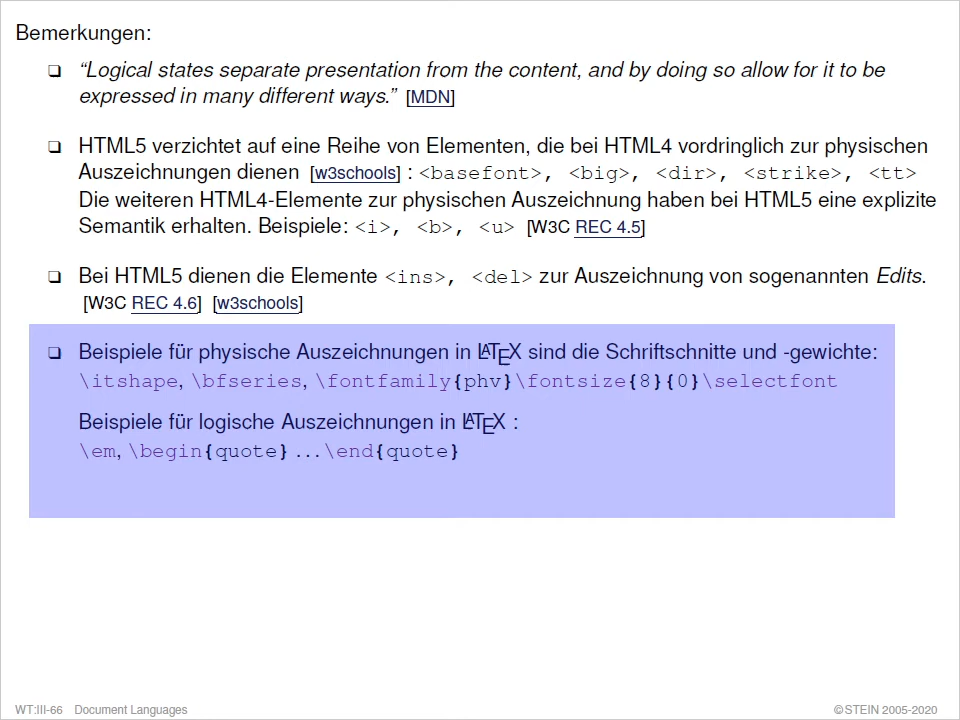 Bemerkungen:
❑ “Logical states separate presentation from the content, and by doing so allow for it to be
expressed in many different ways.” [MDN]
❑ HTML5 verzichtet auf eine Reihe von Elementen, die bei HTML4 vordringlich zur physischen
Auszeichnungen dienen [w3schools] : <basefont>, <big>, <dir>, <strike>, <tt>
Die weiteren HTML4-Elemente zur physischen Auszeichnung haben bei HTML5 eine explizite
Semantik erhalten. Beispiele: <i>, <b>, <u> [W3C REC 4.5]
❑ Bei HTML5 dienen die Elemente <ins>, <del> zur Auszeichnung von sogenannten Edits.
[W3C REC 4.6] [w3schools]
❑ Beispiele für physische Auszeichnungen in LATEX sind die Schriftschnitte und -gewichte:
\itshape, \bfseries, \fontfamily{phv}\fontsize{8}{0}\selectfont
Beispiele für logische Auszeichnungen in LATEX :
\em, \begin{quote} ...\end{quote}
WT:III-66 Document Languages
©STEIN 2005-2020